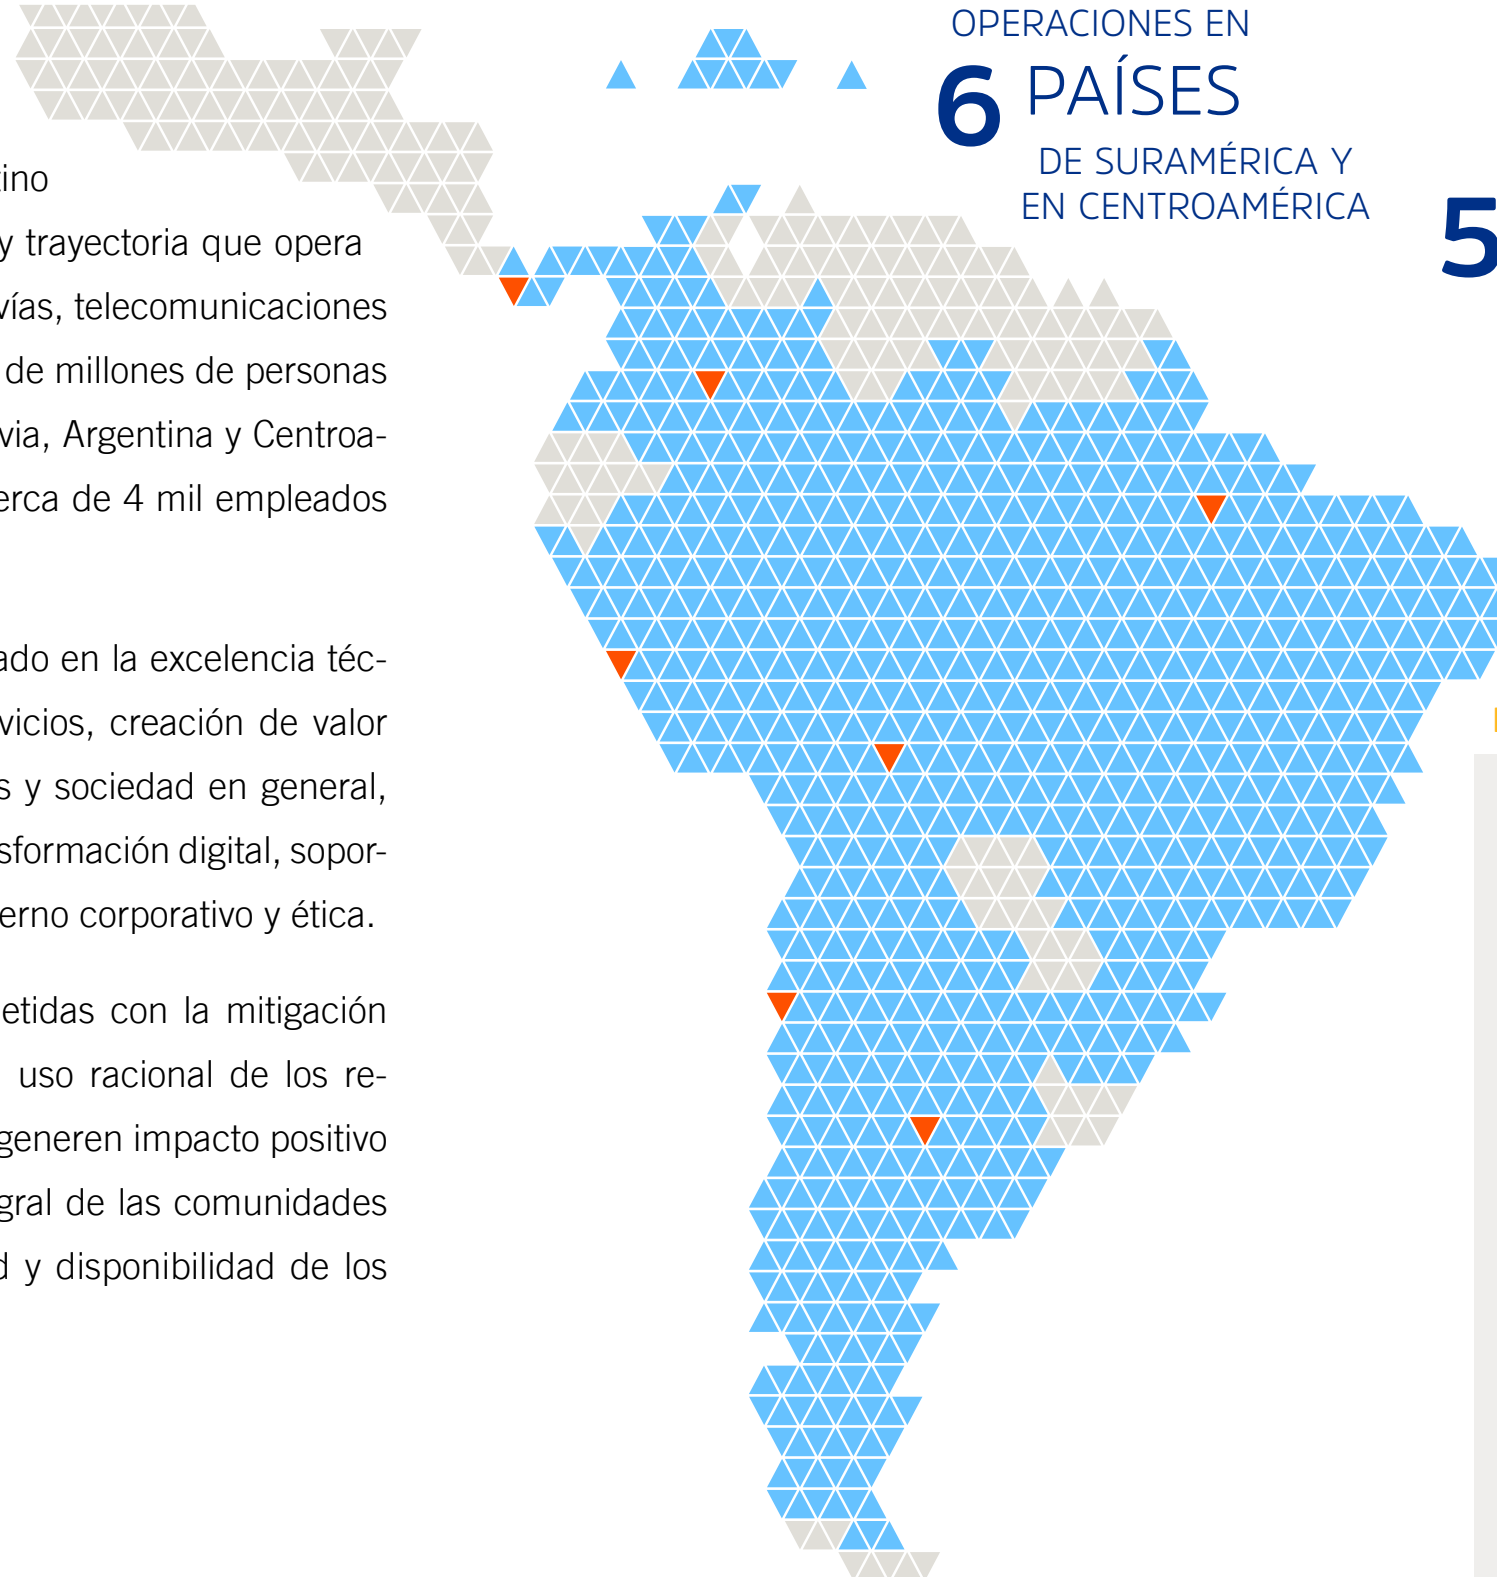 OPERACIONES EN
6 PAÍSES
DE SURAMÉRICA Y
EN CENTROAMÉRICA
5
y trayectoria que opera
vías, telecomunicaciones
de millones de personas
via, Argentina y Centroa-
erca de 4 mil empleados
ado en la excelencia téc-
vicios, creación de valor
s y sociedad en general,
sformación digital, sopor-
erno corporativo y ética.
etidas con la mitigación
uso racional de los re-
generen impacto positivo
gral de las comunidades
d y disponibilidad de los